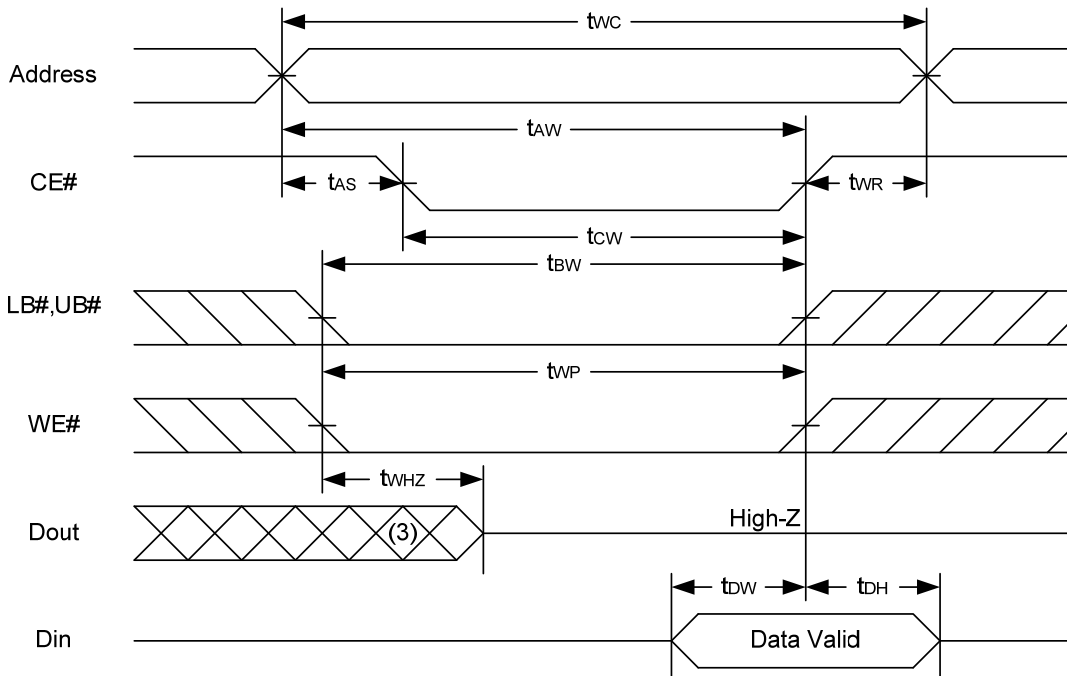 tWC
Address
tAW
CE#
tAS
tWR
tCW
tBW
LB#,UB#
tWP
WE#
tWHZ
Dout
(3)
High-Z
tDW
tDH
Din
Data Valid